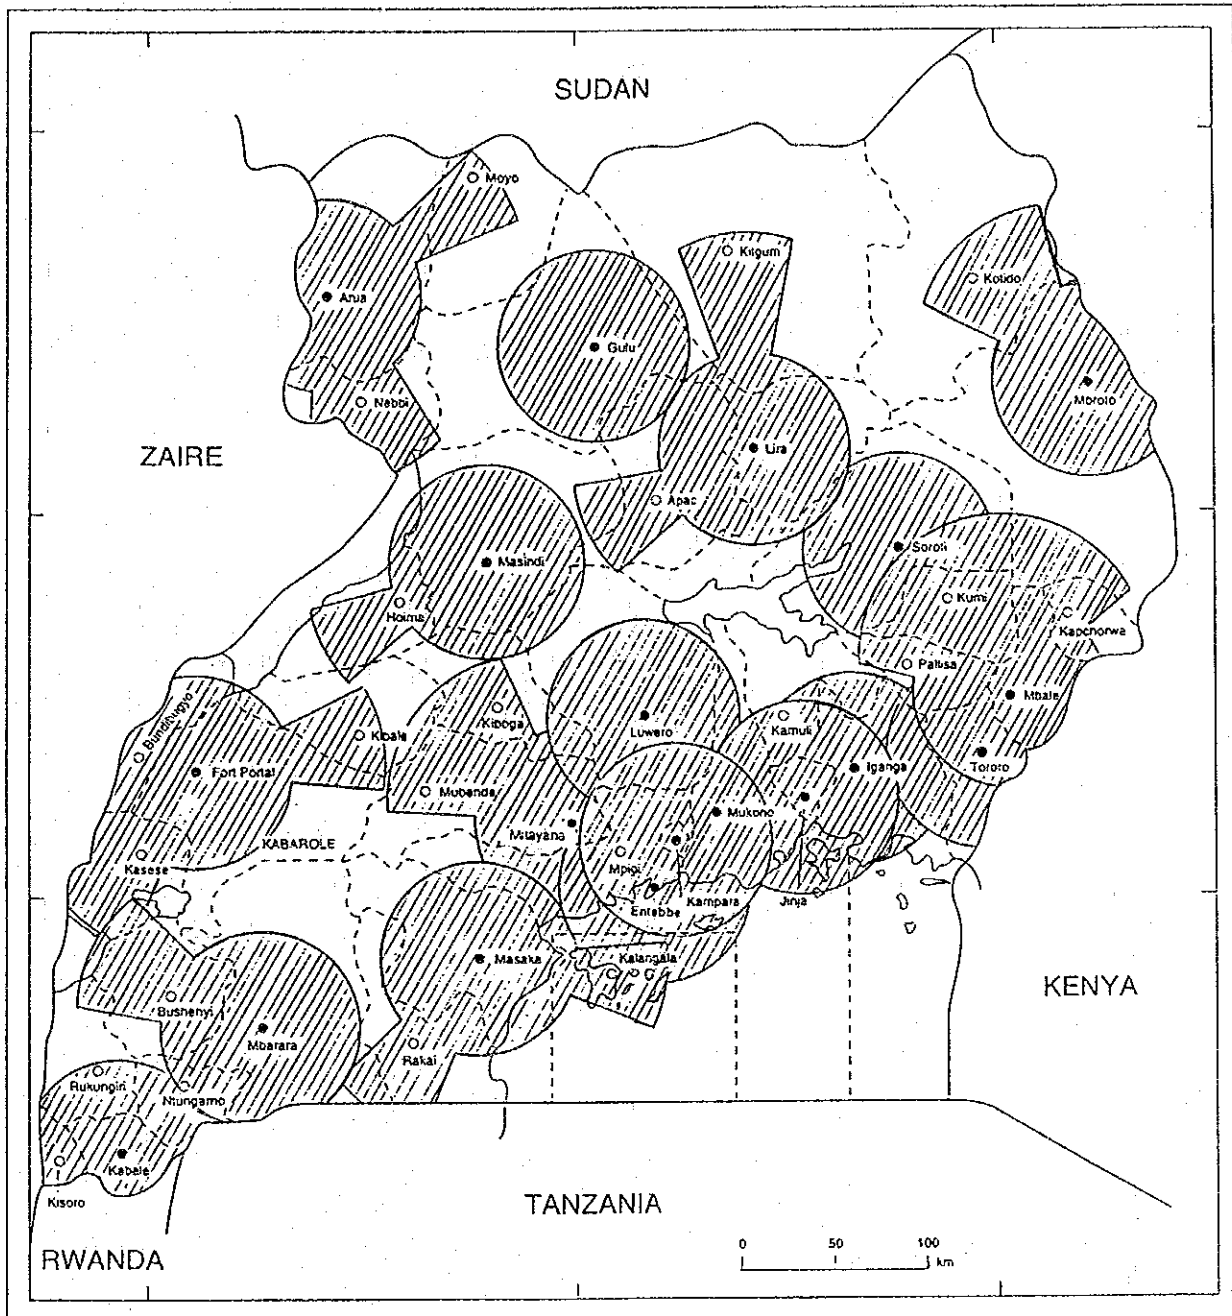 SUDAN
Moyo
Kitgum
Kotido
Arua
Gulu
Moroto
Nebbi
ZAIRE
Lira
Apac
Soroti
Masindi
Kumi
Hoima
Kapchorwa
Pallisa
Mbale
Bundibugyo
Kiboga
Kamuli
Kibale
Luwero
Tororo
Fort Portal
Iganga
Mubende
Mukono
Mitayana
KABAROLE
Mpigi
Kasese
Entebbe
Kampara
Jinja
Masaka
Kalangala
KENYA
Bushenyi
Mbarara
Rakai
Rukungiri
Ntungamo
Kabale
Kisoro
TANZANIA
RWANDA
0 50 100
km